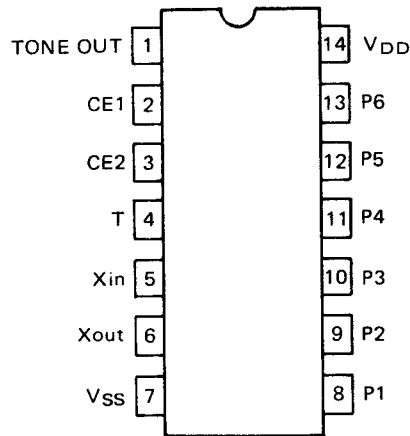 TONE OUT 1 14 VDD
CE1 2 13 P6
CE2 3 12 P5
T 4 11 P4
Xin 5 10 P3
Xout 6 9 P2
VSS 7 8 P1